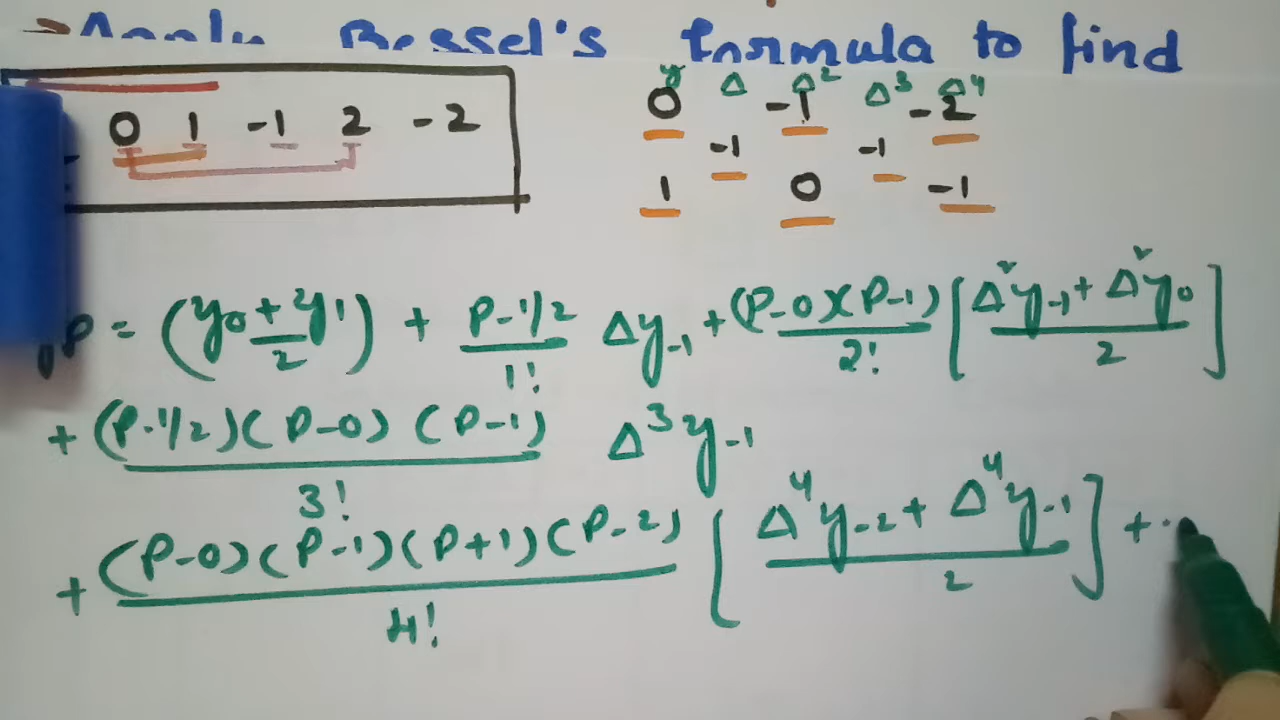 →Apply Bessel's formula to find
0 1 -1 2 -2
y Δ Δ² Δ³ Δ⁴
0 -1 -2
-1 -1
1 0 -1
yp = (y₀+y₁/2) + P-1/2/1! Δy₋₁ + (P-0)(P-1)/2! [Δ²y₋₁ + Δ²y₀/2]
+ (P-1/2)(P-0)(P-1)/3! Δ³y₋₁
+ (P-0)(P-1)(P+1)(P-2)/4! [Δ⁴y₋₂ + Δ⁴y₋₁/2] + ·